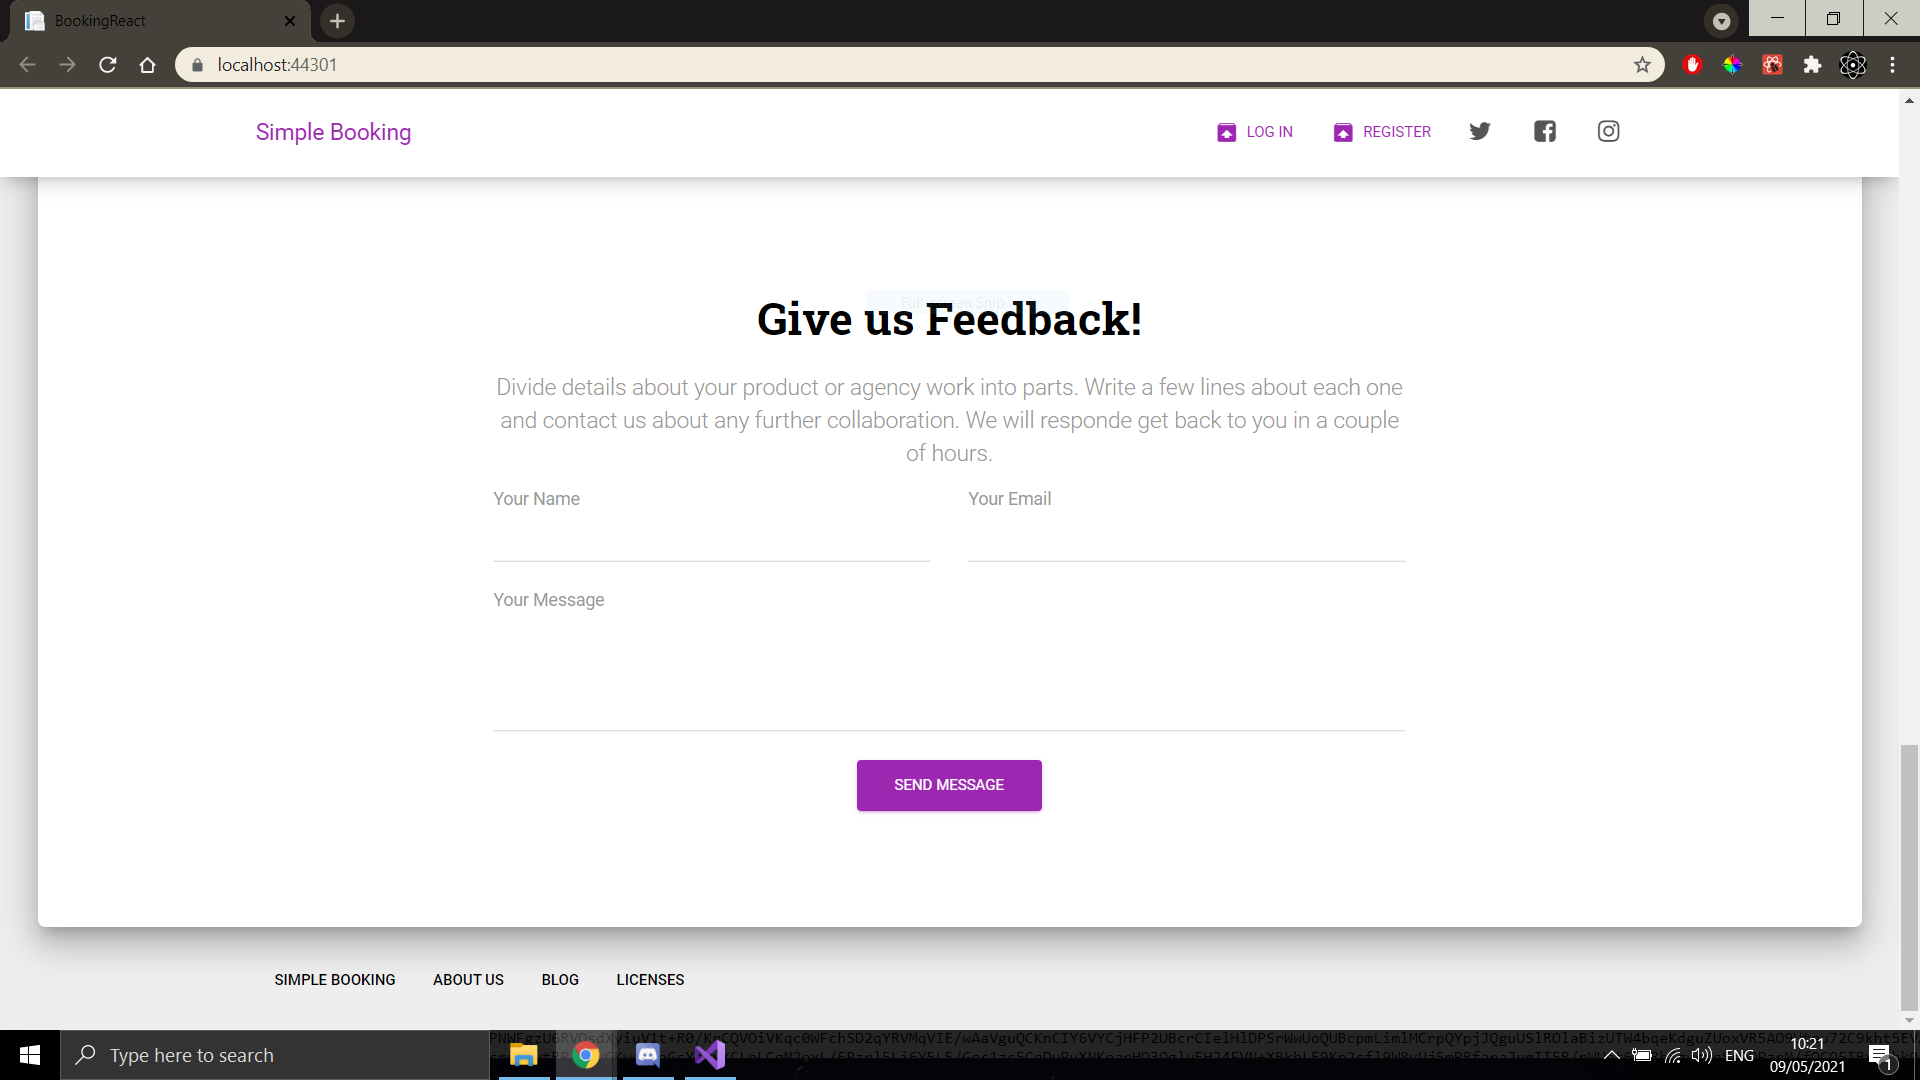 BookingReact
localhost:44301
Simple Booking
LOG IN
REGISTER
Give us Feedback!
Divide details about your product or agency work into parts. Write a few lines about each one
and contact us about any further collaboration. We will responde get back to you in a couple
of hours.
Your Name
Your Email
Your Message
SEND MESSAGE
SIMPLE BOOKING
ABOUT US
BLOG
LICENSES
Type here to search
ENG
10:21
09/05/2021
1